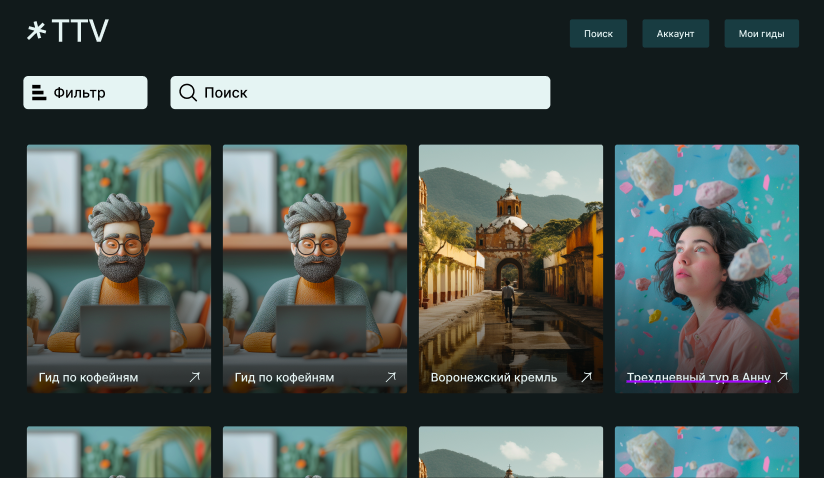 TTV
Поиск
Аккаунт
Мои гиды
Фильтр
Поиск
Гид по кофейням
Гид по кофейням
Воронежский кремль
Трехдневный тур в Анну